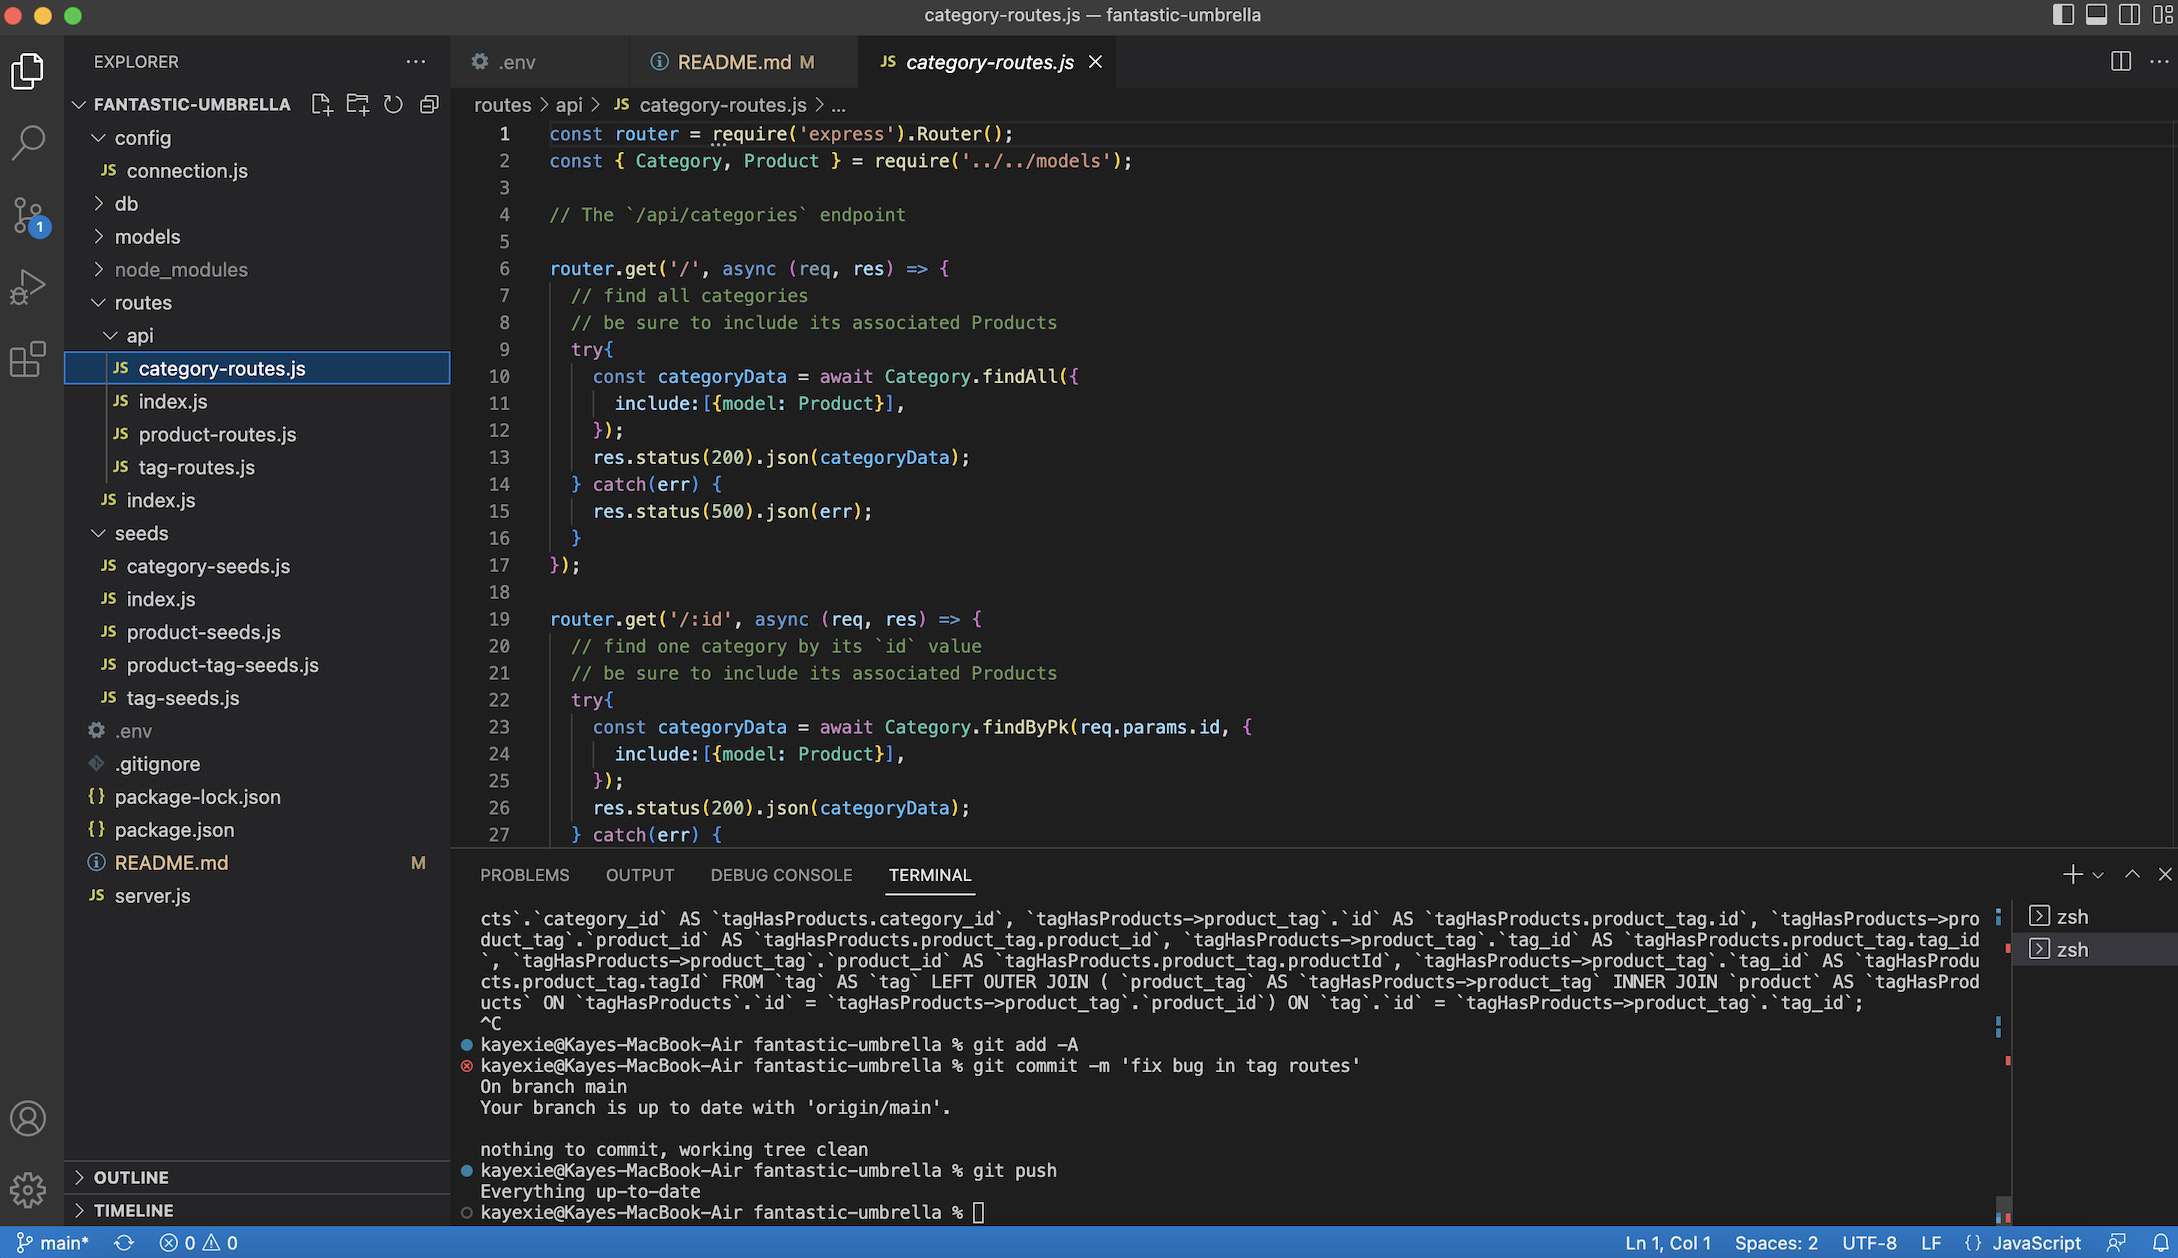 category-routes.js — fantastic-umbrella
EXPLORER
FANTASTIC-UMBRELLA
config
JS connection.js
db
models
node_modules
routes
api
JS category-routes.js
JS index.js
JS product-routes.js
JS tag-routes.js
JS index.js
seeds
JS category-seeds.js
JS index.js
JS product-seeds.js
JS product-tag-seeds.js
JS tag-seeds.js
.env
.gitignore
{} package-lock.json
{} package.json
README.md M
JS server.js
OUTLINE
TIMELINE
1
.env
README.md M
JS category-routes.js
routes > api > JS category-routes.js > ...
1 const router = require('express').Router();
2 const { Category, Product } = require('../../models');
3
4 // The `/api/categories` endpoint
5
6 router.get('/', async (req, res) => {
7 // find all categories
8 // be sure to include its associated Products
9 try{
10 const categoryData = await Category.findAll({
11 include:[{model: Product}],
12 });
13 res.status(200).json(categoryData);
14 } catch(err) {
15 res.status(500).json(err);
16 }
17 });
18
19 router.get('/:id', async (req, res) => {
20 // find one category by its `id` value
21 // be sure to include its associated Products
22 try{
23 const categoryData = await Category.findByPk(req.params.id, {
24 include:[{model: Product}],
25 });
26 res.status(200).json(categoryData);
27 } catch(err) {
PROBLEMS OUTPUT DEBUG CONSOLE TERMINAL
cts`.`category_id` AS `tagHasProducts.category_id`, `tagHasProducts->product_tag`.`id` AS `tagHasProducts.product_tag.id`, `tagHasProducts->pro
duct_tag`.`product_id` AS `tagHasProducts.product_tag.product_id`, `tagHasProducts->product_tag`.`tag_id` AS `tagHasProducts.product_tag.tag_id
`, `tagHasProducts->product_tag`.`product_id` AS `tagHasProducts.product_tag.productId`, `tagHasProducts->product_tag`.`tag_id` AS `tagHasProdu
cts.product_tag.tagId` FROM `tag` AS `tag` LEFT OUTER JOIN ( `product_tag` AS `tagHasProducts->product_tag` INNER JOIN `product` AS `tagHasProd
ucts` ON `tagHasProducts`.`id` = `tagHasProducts->product_tag`.`product_id`) ON `tag`.`id` = `tagHasProducts->product_tag`.`tag_id`;
^C
kayexie@Kayes-MacBook-Air fantastic-umbrella % git add -A
kayexie@Kayes-MacBook-Air fantastic-umbrella % git commit -m 'fix bug in tag routes'
On branch main
Your branch is up to date with 'origin/main'.
nothing to commit, working tree clean
kayexie@Kayes-MacBook-Air fantastic-umbrella % git push
Everything up-to-date
kayexie@Kayes-MacBook-Air fantastic-umbrella %
zsh
zsh
main* 0 0
Ln 1, Col 1 Spaces: 2 UTF-8 LF {} JavaScript